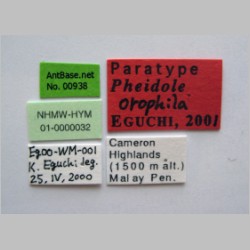 AntBase.net
No. 00938
NHMW-HYM
01-0000032
Eg00-WM-001
K. Eguchi leg.
25, IV, 2000
Paratype
Pheidole
orophila
EGUCHI, 2001
Cameron
Highlands
(1500 m alt.)
Malay Pen.